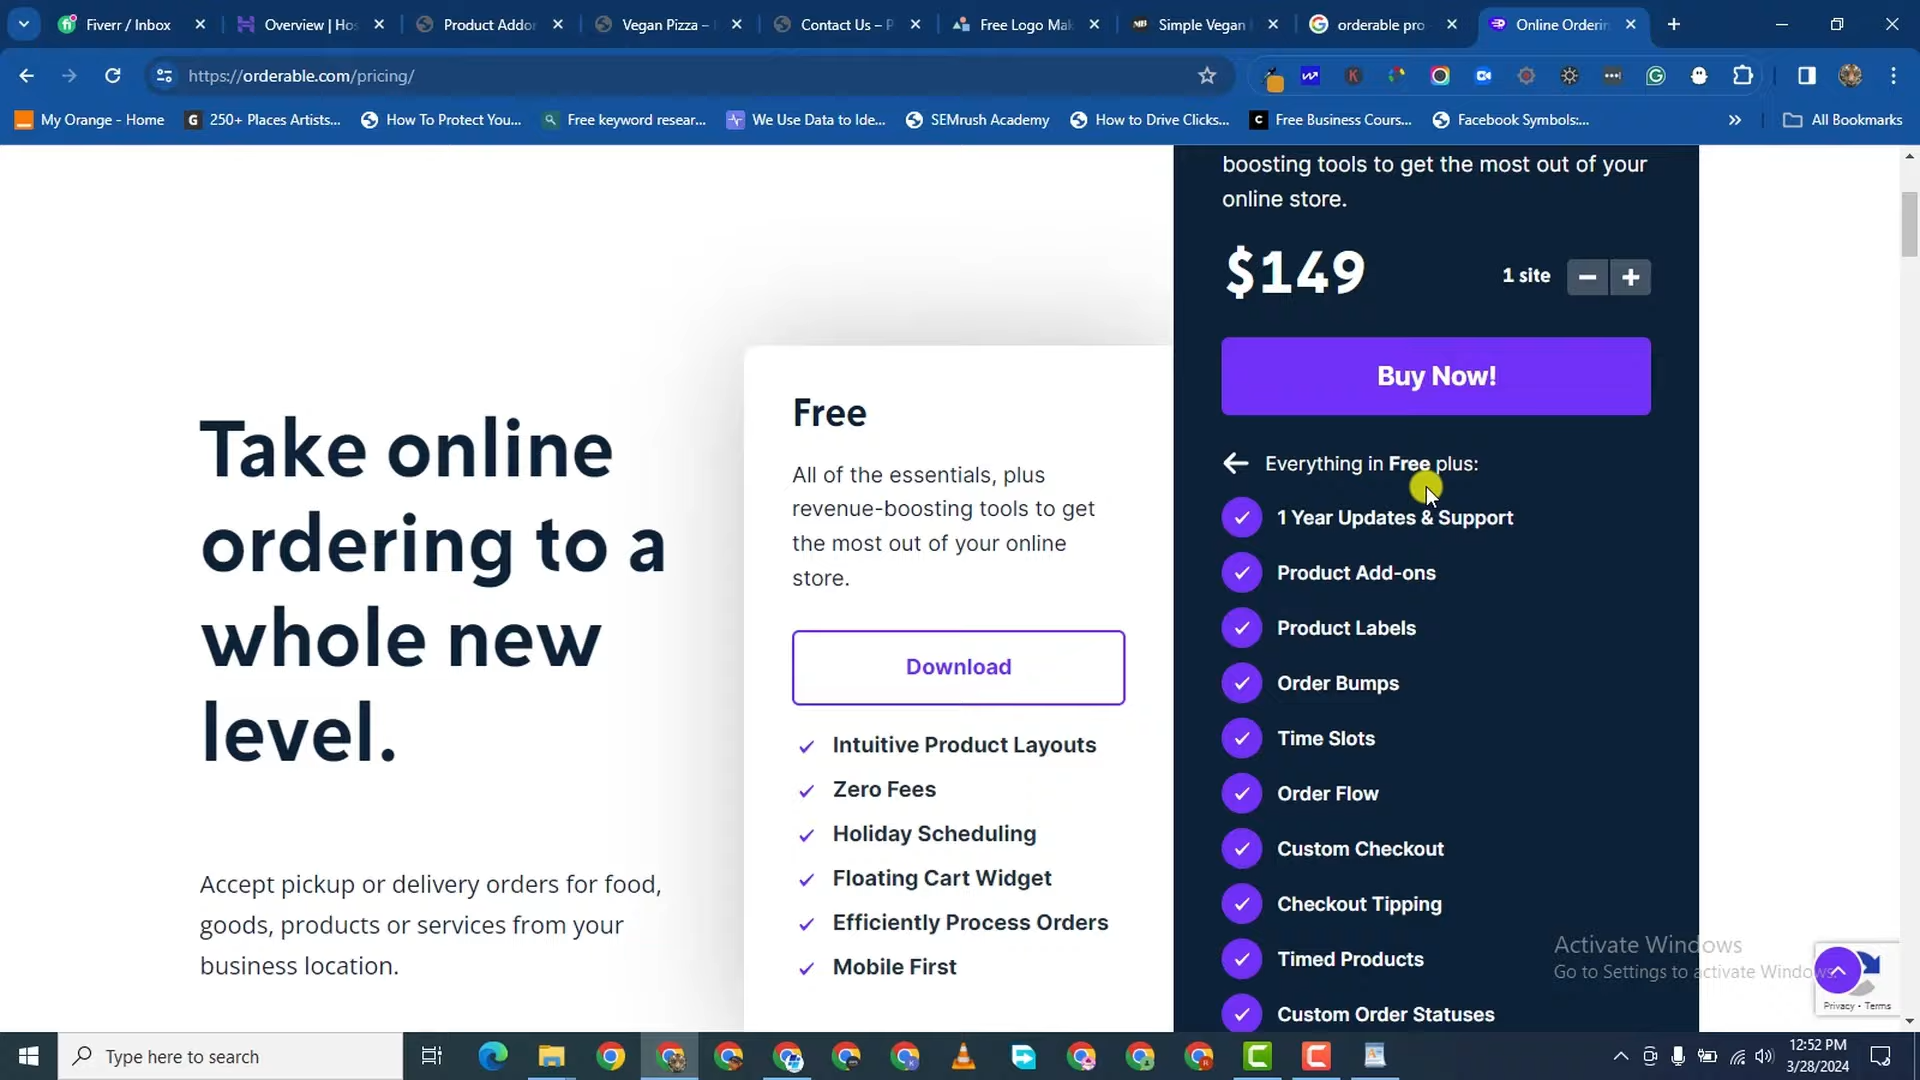 Fiverr / Inbox
Overview | Hos
Product Addon
Vegan Pizza –
Contact Us – P
Free Logo Mak
MB
Simple Vegan
orderable pro
Online Ordering
https://orderable.com/pricing/
My Orange - Home
250+ Places Artists...
How To Protect You...
Free keyword resear...
We Use Data to Ide...
SEMrush Academy
How to Drive Clicks...
Free Business Cours...
Facebook Symbols:...
All Bookmarks
Take online
ordering to a
whole new
level.
Accept pickup or delivery orders for food,
goods, products or services from your
business location.
Free
All of the essentials, plus
revenue-boosting tools to get
the most out of your online
store.
Download
Intuitive Product Layouts
Zero Fees
Holiday Scheduling
Floating Cart Widget
Efficiently Process Orders
Mobile First
boosting tools to get the most out of your
online store.
$149
1 site
Buy Now!
Everything in Free plus:
1 Year Updates & Support
Product Add-ons
Product Labels
Order Bumps
Time Slots
Order Flow
Custom Checkout
Checkout Tipping
Timed Products
Custom Order Statuses
Activate Windows
Go to Settings to activate Windows.
Privacy - Terms
Type here to search
12:52 PM
3/28/2024